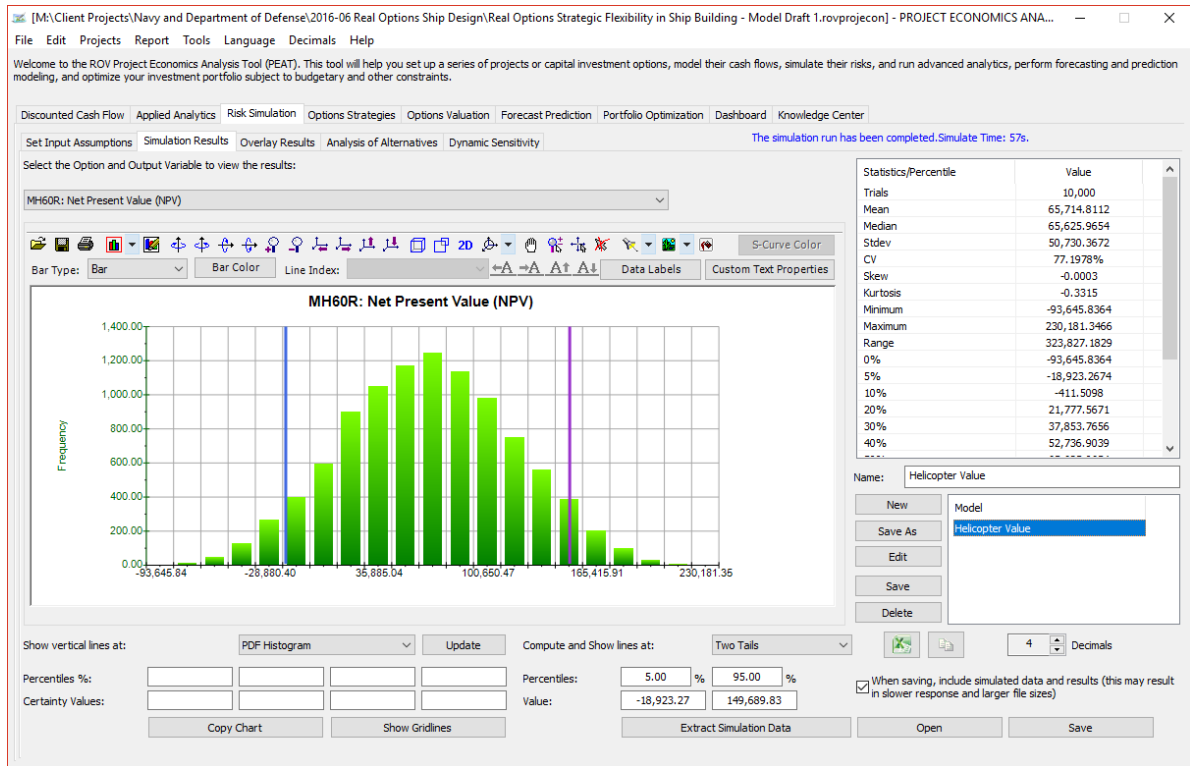 [M:\Client Projects\Navy and Department of Defense\2016-06 Real Options Ship Design\Real Options Strategic Flexibility in Ship Building - Model Draft 1.rovprojecon] - PROJECT ECONOMICS ANA...
File Edit Projects Report Tools Language Decimals Help
Welcome to the ROV Project Economics Analysis Tool (PEAT). This tool will help you set up a series of projects or capital investment options, model their cash flows, simulate their risks, and run advanced analytics, perform forecasting and prediction
modeling, and optimize your investment portfolio subject to budgetary and other constraints.
Discounted Cash Flow Applied Analytics Risk Simulation Options Strategies Options Valuation Forecast Prediction Portfolio Optimization Dashboard Knowledge Center
Set Input Assumptions Simulation Results Overlay Results Analysis of Alternatives Dynamic Sensitivity
The simulation run has been completed.Simulate Time: 57s.
Select the Option and Output Variable to view the results:
MH60R: Net Present Value (NPV)
2D
S-Curve Color
Bar Type: Bar Bar Color Line Index: A A A A Data Labels Custom Text Properties
MH60R: Net Present Value (NPV)
Frequency
1,400.00
1,200.00
1,000.00
800.00
600.00
400.00
200.00
0.00
-93,645.84 -28,880.40 36,885.04 100,650.47 165,415.91 230,181.35
Statistics/Percentile Value
Trials 10,000
Mean 65,714.8112
Median 65,625.9654
Stdev 50,730.3672
CV 77.1978%
Skew -0.0003
Kurtosis -0.3315
Minimum -93,645.8364
Maximum 230,181.3466
Range 323,827.1829
0% -93,645.8364
5% -18,923.2674
10% -411.5098
20% 21,777.5671
30% 37,853.7656
40% 52,736.9039
Name: Helicopter Value
New
Save As
Edit
Save
Delete
Model
Helicopter Value
Show vertical lines at: PDF Histogram Update Compute and Show lines at: Two Tails
4 Decimals
Percentiles %:
Percentiles: 5.00 % 95.00 %
Certainty Values:
Value: -18,923.27 149,689.83
When saving, include simulated data and results (this may result
in slower response and larger file sizes)
Copy Chart Show Gridlines Extract Simulation Data Open Save